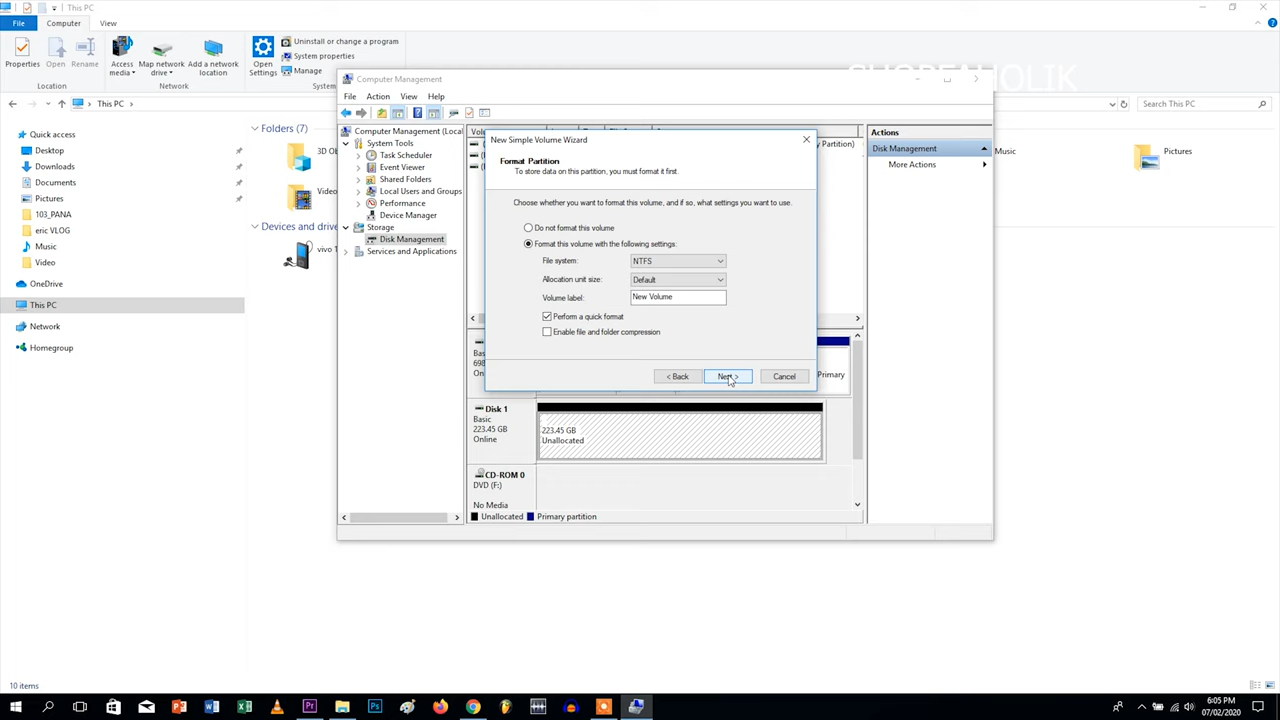 This PC
File
Computer
View
Properties
Open
Rename
Access media
Map network drive
Add a network location
Open Settings
Uninstall or change a program
System properties
Manage
Location
Network
This PC
Search This PC
Quick access
Desktop
Downloads
Documents
Pictures
103_PANA
eric VLOG
Music
Video
OneDrive
This PC
Network
Homegroup
Folders (7)
Pictures
Computer Management
File
Action
View
Help
Computer Management (Local
System Tools
Task Scheduler
Event Viewer
Shared Folders
Local Users and Groups
Performance
Device Manager
Storage
Disk Management
Services and Applications
Actions
Disk Management
More Actions
New Simple Volume Wizard
Format Partition
To store data on this partition, you must format it first.
Choose whether you want to format this volume, and if so, what settings you want to use.
Do not format this volume
Format this volume with the following settings:
File system:
NTFS
Allocation unit size:
Default
Volume label:
New Volume
Perform a quick format
Enable file and folder compression
< Back
Next >
Cancel
Primary
Disk 1
Basic
223.45 GB
Online
223.45 GB
Unallocated
CD-ROM 0
DVD (F:)
No Media
Unallocated
Primary partition
10 items
6:05 PM
07/02/2020